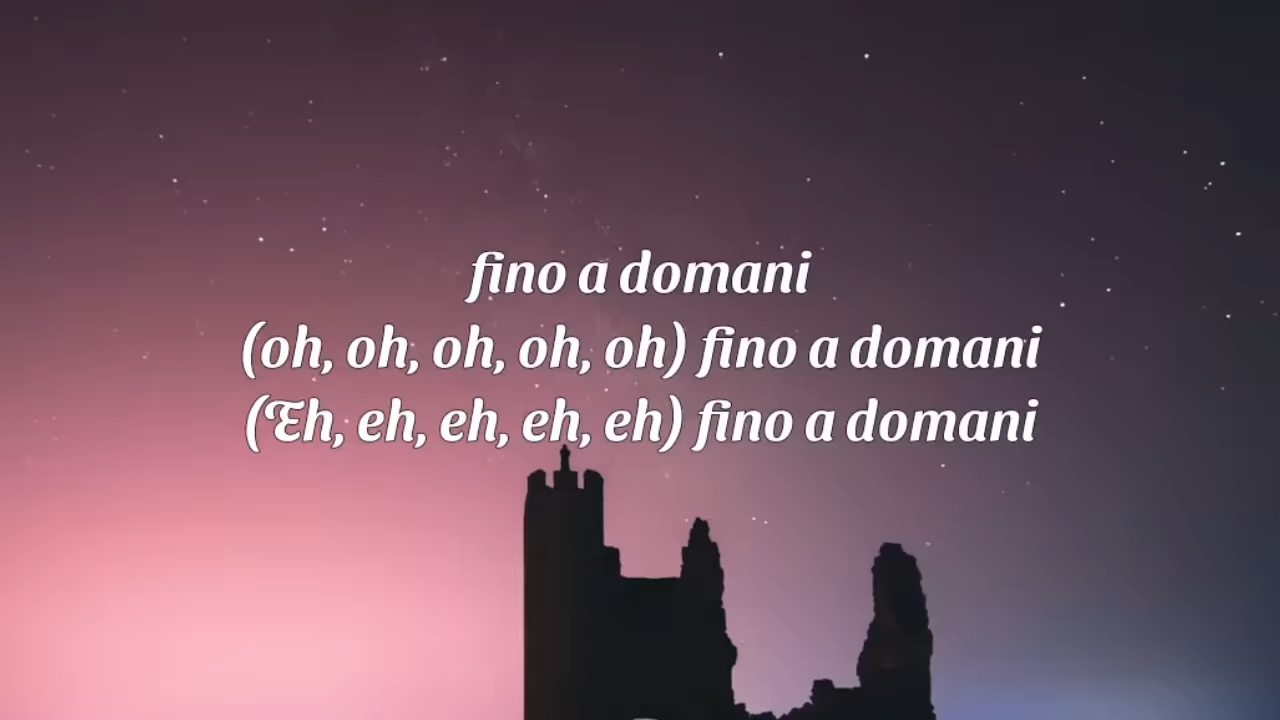 fino a domani
(oh, oh, oh, oh, oh) fino a domani
(Eh, eh, eh, eh, eh) fino a domani